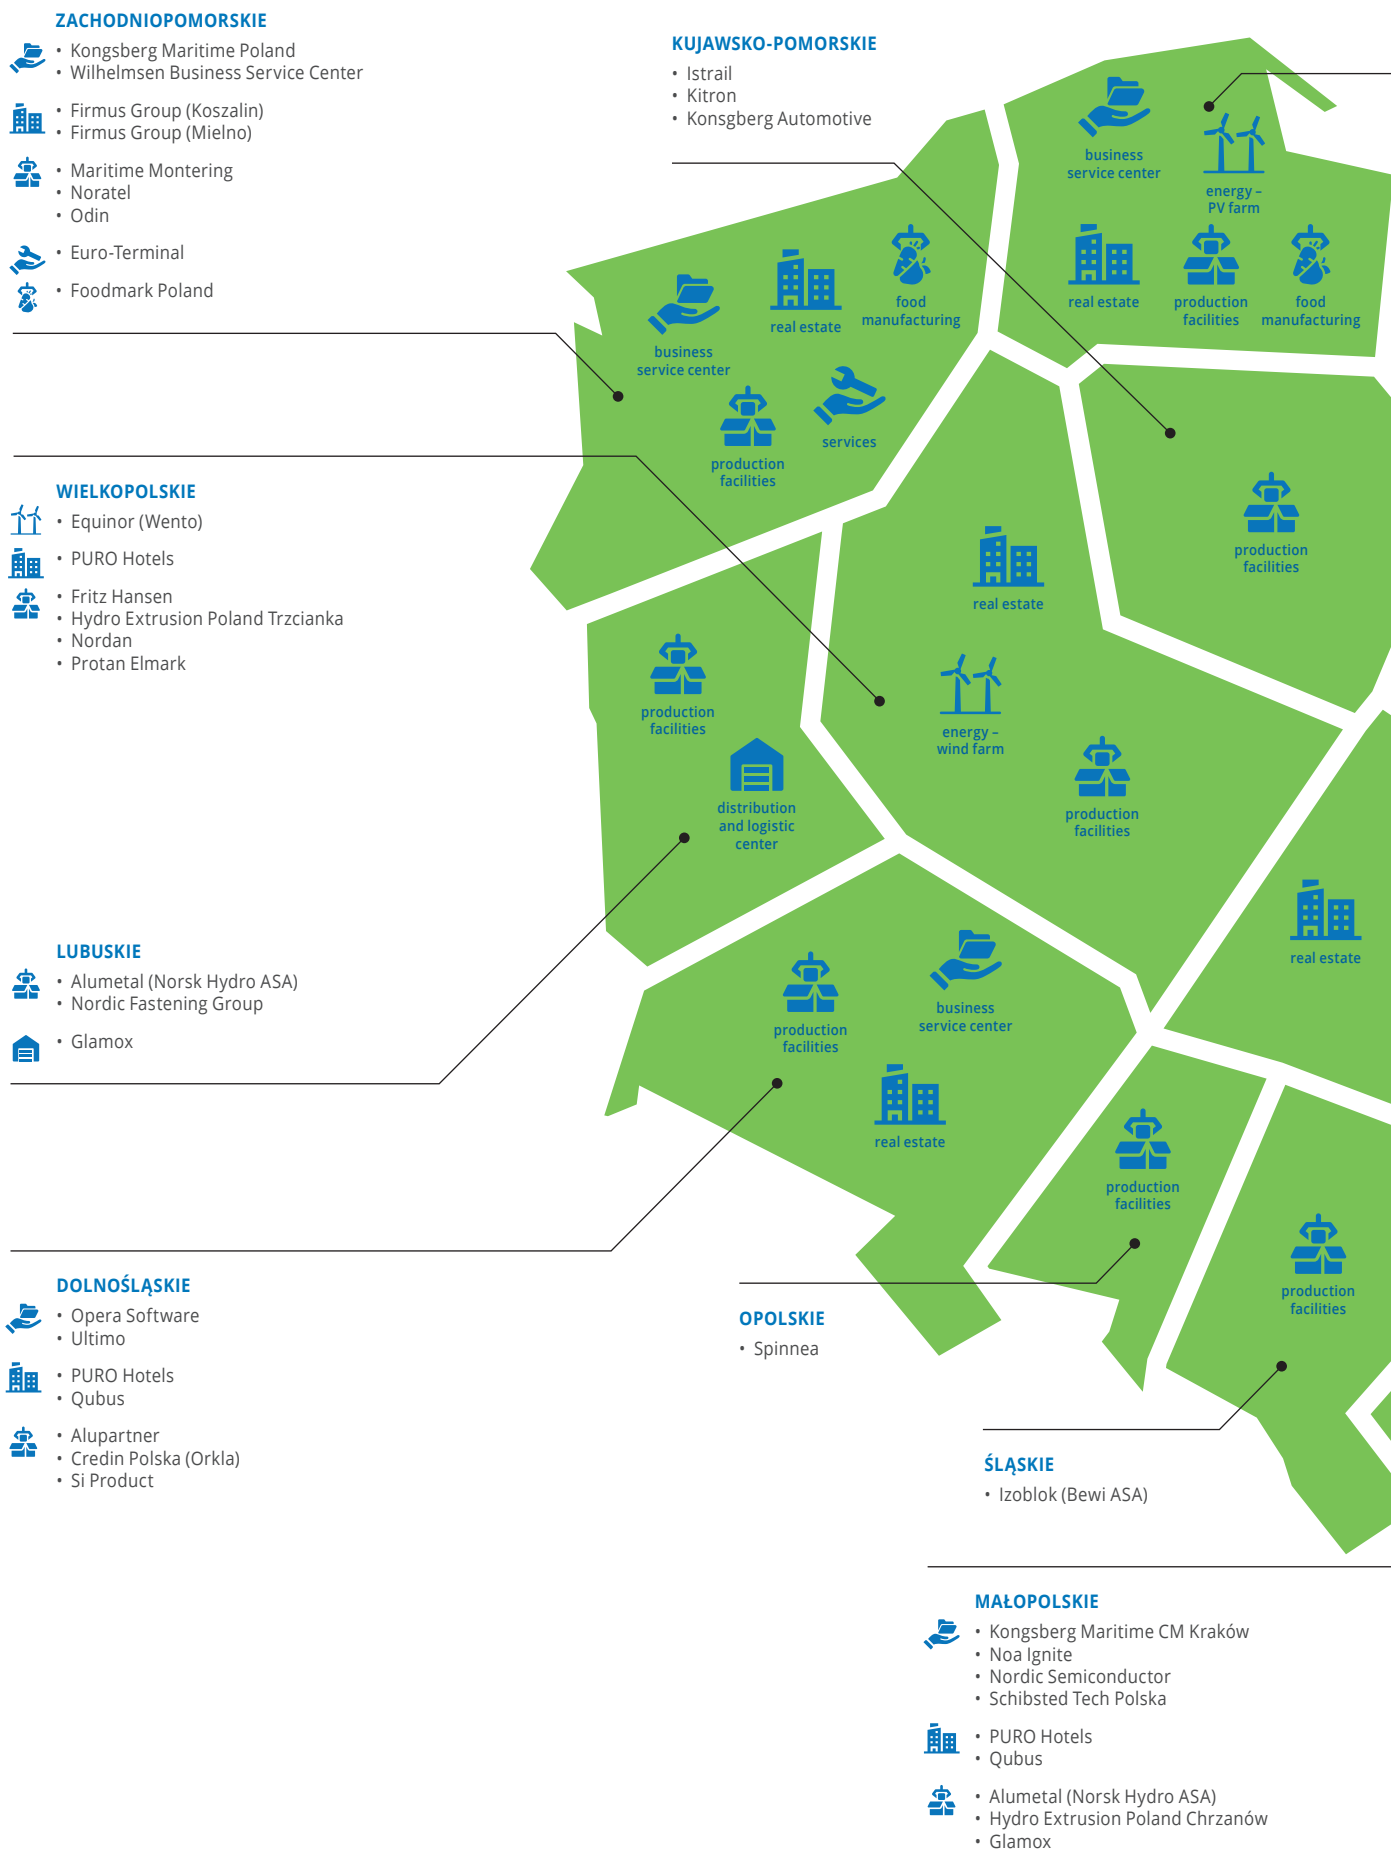 ZACHODNIOPOMORSKIE
• Kongsberg Maritime Poland
• Wilhelmsen Business Service Center
• Firmus Group (Koszalin)
• Firmus Group (Mielno)
• Maritime Montering
• Noratel
• Odin
• Euro-Terminal
• Foodmark Poland
KUJAWSKO-POMORSKIE
• Istrail
• Kitron
• Konsgberg Automotive
business
service center
energy –
PV farm
real estate
production
facilities
food
manufacturing
business
service center
real estate
food
manufacturing
production
facilities
services
WIELKOPOLSKIE
• Equinor (Wento)
• PURO Hotels
• Fritz Hansen
• Hydro Extrusion Poland Trzcianka
• Nordan
• Protan Elmark
production
facilities
real estate
energy –
wind farm
production
facilities
production
facilities
distribution
and logistic
center
real estate
LUBUSKIE
• Alumetal (Norsk Hydro ASA)
• Nordic Fastening Group
• Glamox
production
facilities
business
service center
real estate
production
facilities
production
facilities
DOLNOŚLĄSKIE
• Opera Software
• Ultimo
• PURO Hotels
• Qubus
• Alupartner
• Credin Polska (Orkla)
• Si Product
OPOLSKIE
• Spinnea
ŚLĄSKIE
• Izoblok (Bewi ASA)
MAŁOPOLSKIE
• Kongsberg Maritime CM Kraków
• Noa Ignite
• Nordic Semiconductor
• Schibsted Tech Polska
• PURO Hotels
• Qubus
• Alumetal (Norsk Hydro ASA)
• Hydro Extrusion Poland Chrzanów
• Glamox